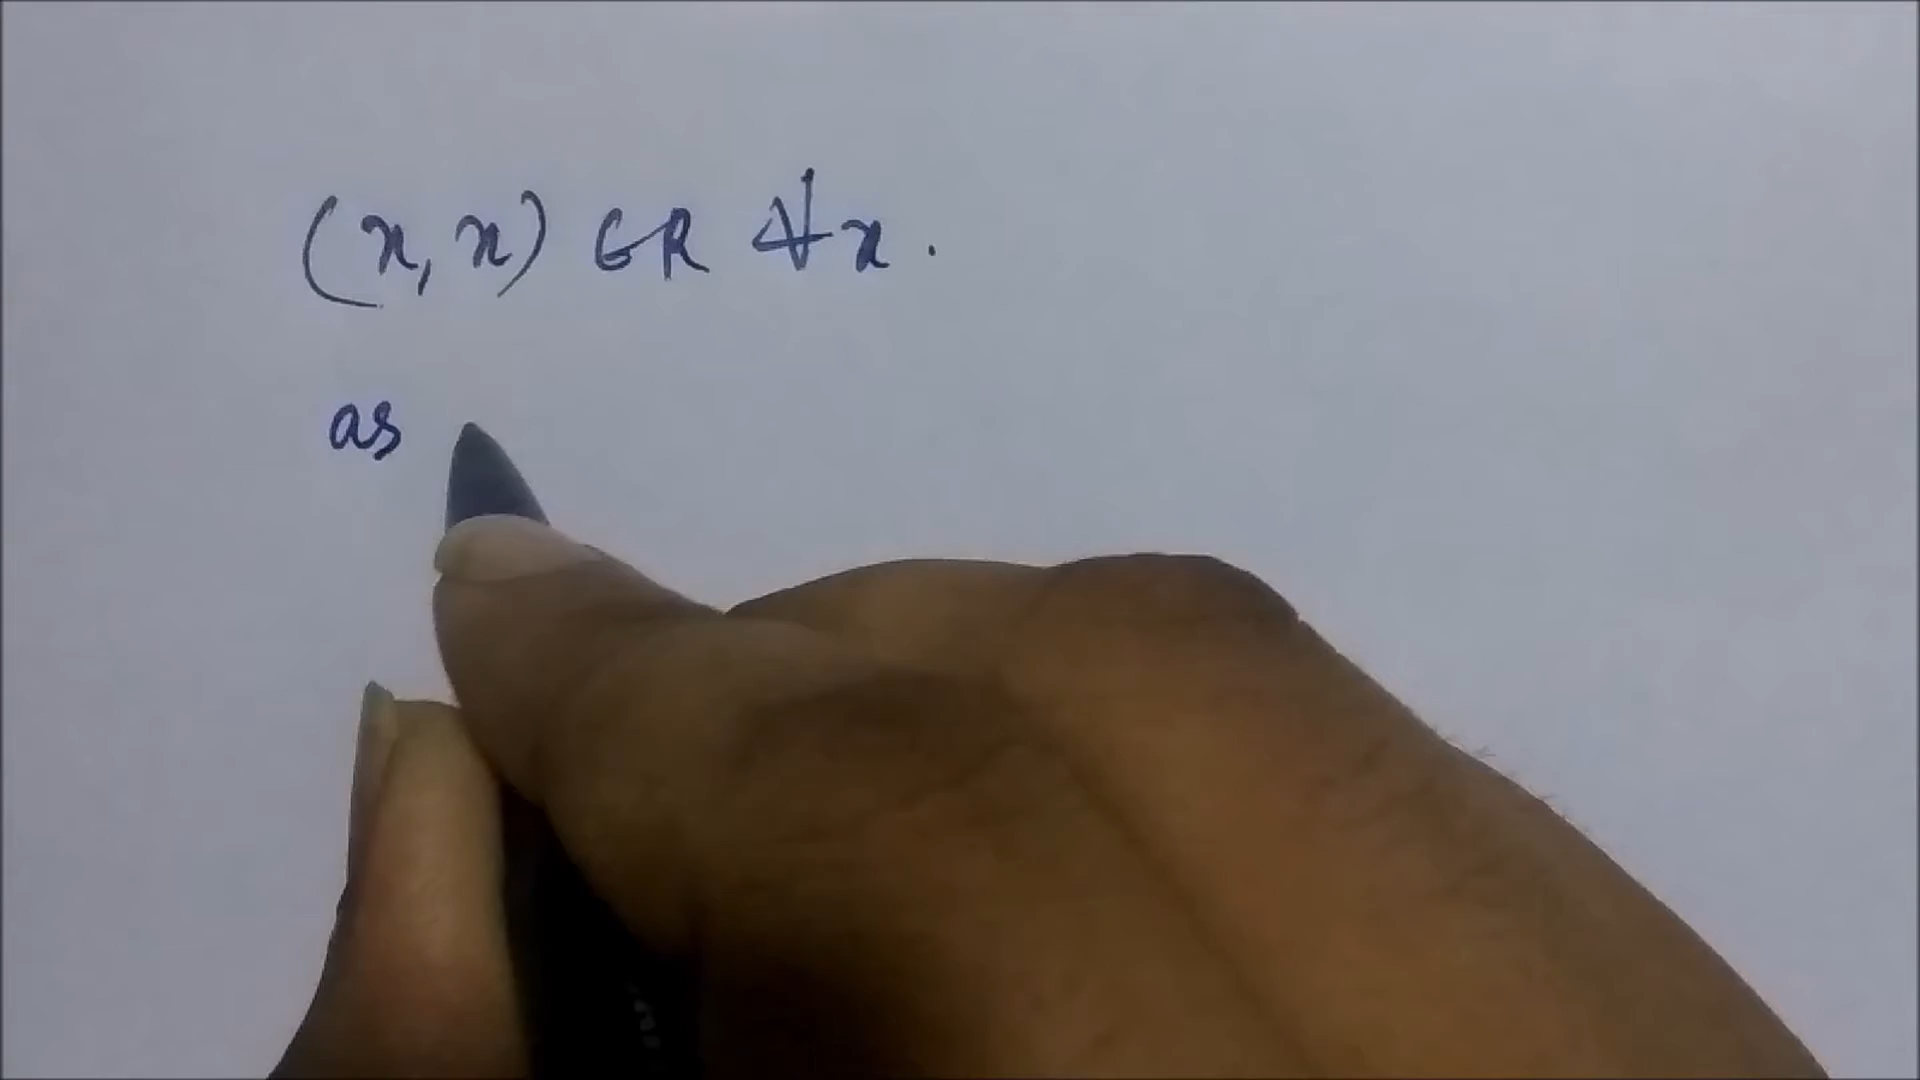 (x, x) ∈ R ∀ x.
as